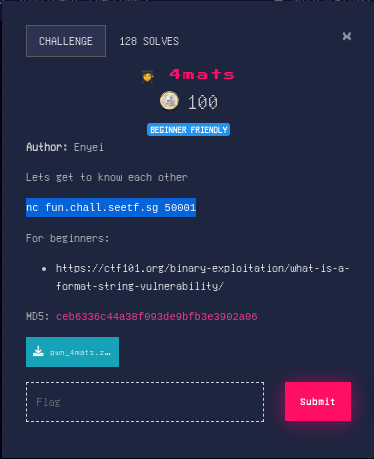 CHALLENGE
128 SOLVES
4mats
100
BEGINNER FRIENDLY
Author: Enyei
Lets get to know each other
nc fun.chall.seetf.sg 50001
For beginners:
https://ctf101.org/binary-exploitation/what-is-a-
format-string-vulnerability/
MD5: ceb6336c44a38f093de9bfb3e3902a06
pwn_4mats.z…
Flag
Submit